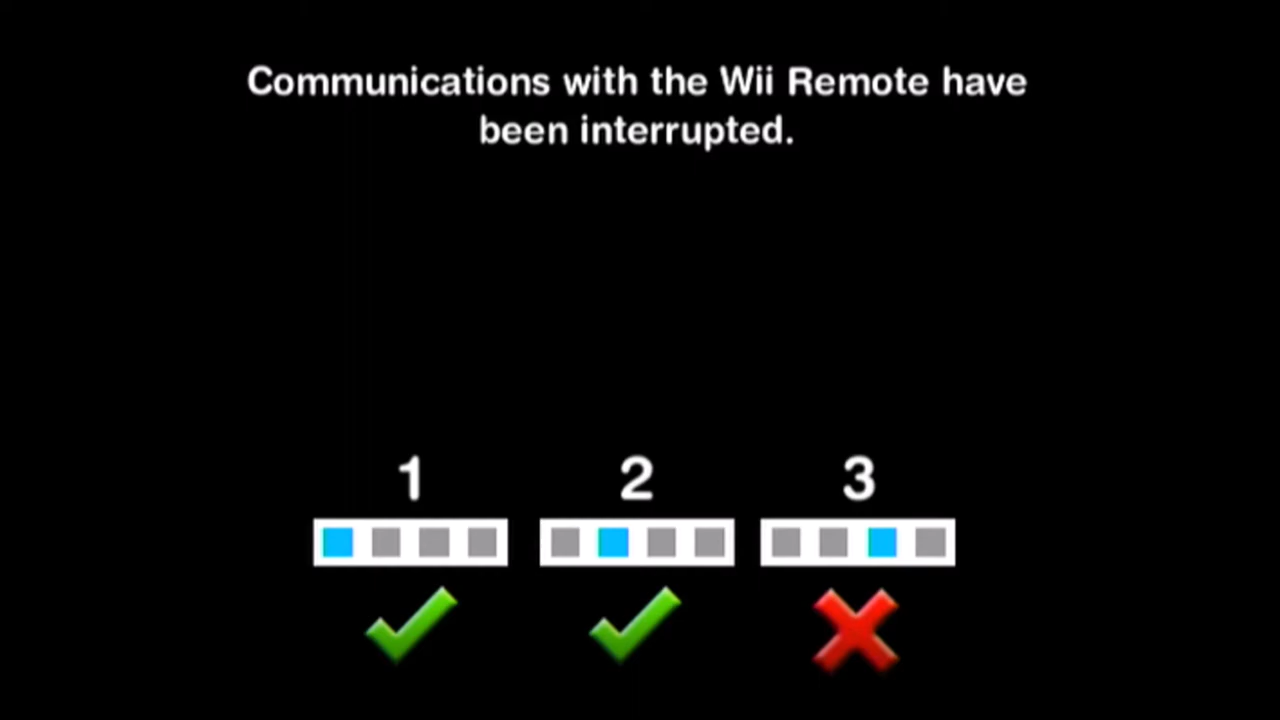 Communications with the Wii Remote have
been interrupted.
1 2 3